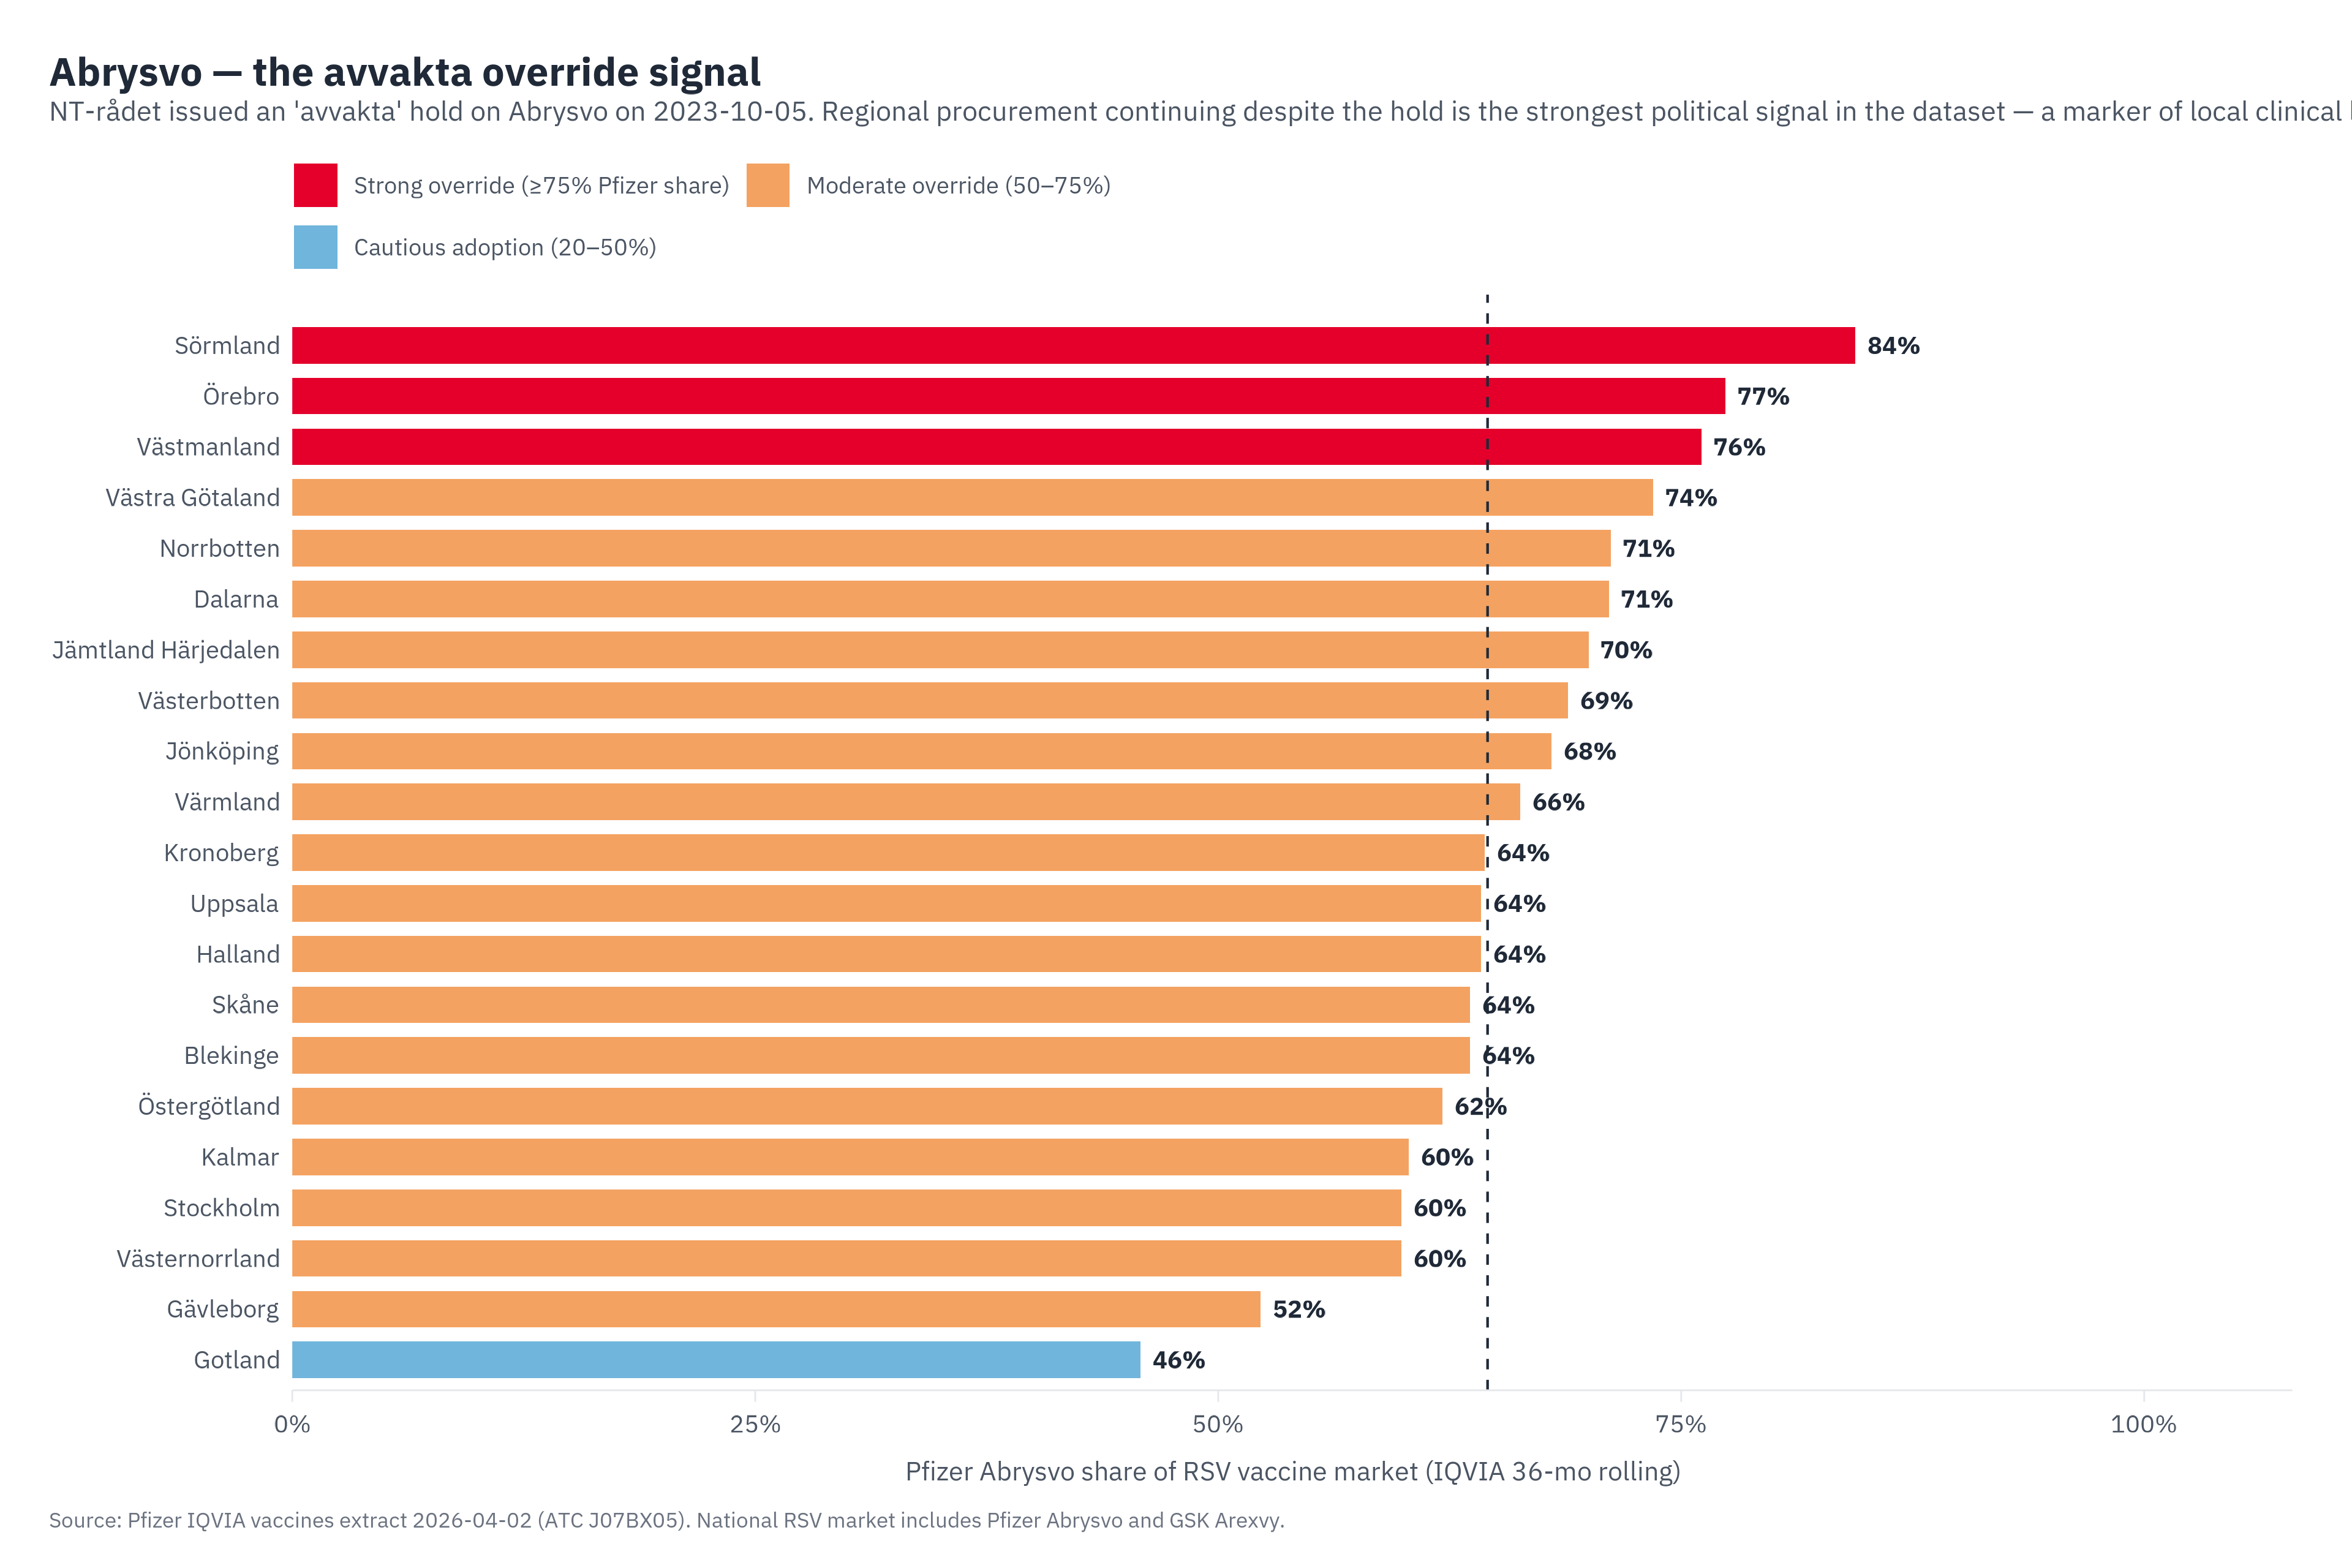 Abrysvo — the avvakta override signal
NT-rådet issued an 'avvakta' hold on Abrysvo on 2023-10-05. Regional procurement continuing despite the hold is the strongest political signal in the dataset — a marker of local clinical
Strong override (≥75% Pfizer share)
Moderate override (50–75%)
Cautious adoption (20–50%)
Sörmland 84%
Örebro 77%
Västmanland 76%
Västra Götaland 74%
Norrbotten 71%
Dalarna 71%
Jämtland Härjedalen 70%
Västerbotten 69%
Jönköping 68%
Värmland 66%
Kronoberg 64%
Uppsala 64%
Halland 64%
Skåne 64%
Blekinge 64%
Östergötland 62%
Kalmar 60%
Stockholm 60%
Västernorrland 60%
Gävleborg 52%
Gotland 46%
0% 25% 50% 75% 100%
Pfizer Abrysvo share of RSV vaccine market (IQVIA 36-mo rolling)
Source: Pfizer IQVIA vaccines extract 2026-04-02 (ATC J07BX05). National RSV market includes Pfizer Abrysvo and GSK Arexvy.